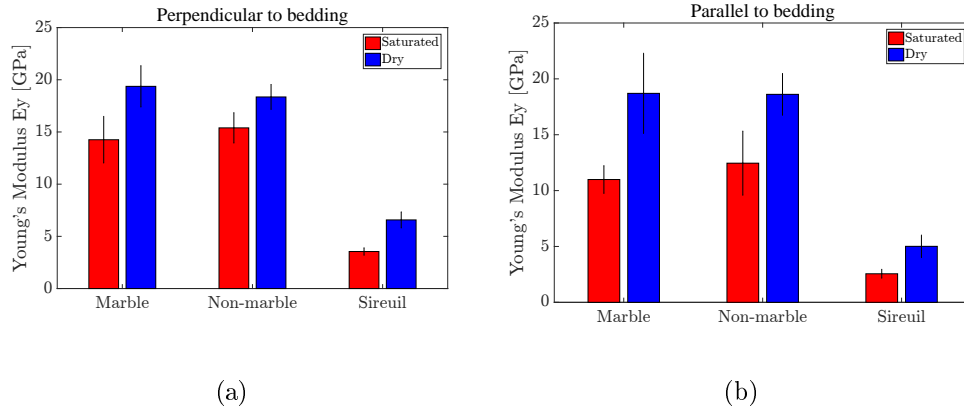 Perpendicular to bedding
Young's Modulus Ey [GPa]
25
20
15
10
5
0
Saturated
Dry
Marble Non-marble Sireuil
(a)
Parallel to bedding
Young's Modulus Ey [GPa]
25
20
15
10
5
0
Saturated
Dry
Marble Non-marble Sireuil
(b)